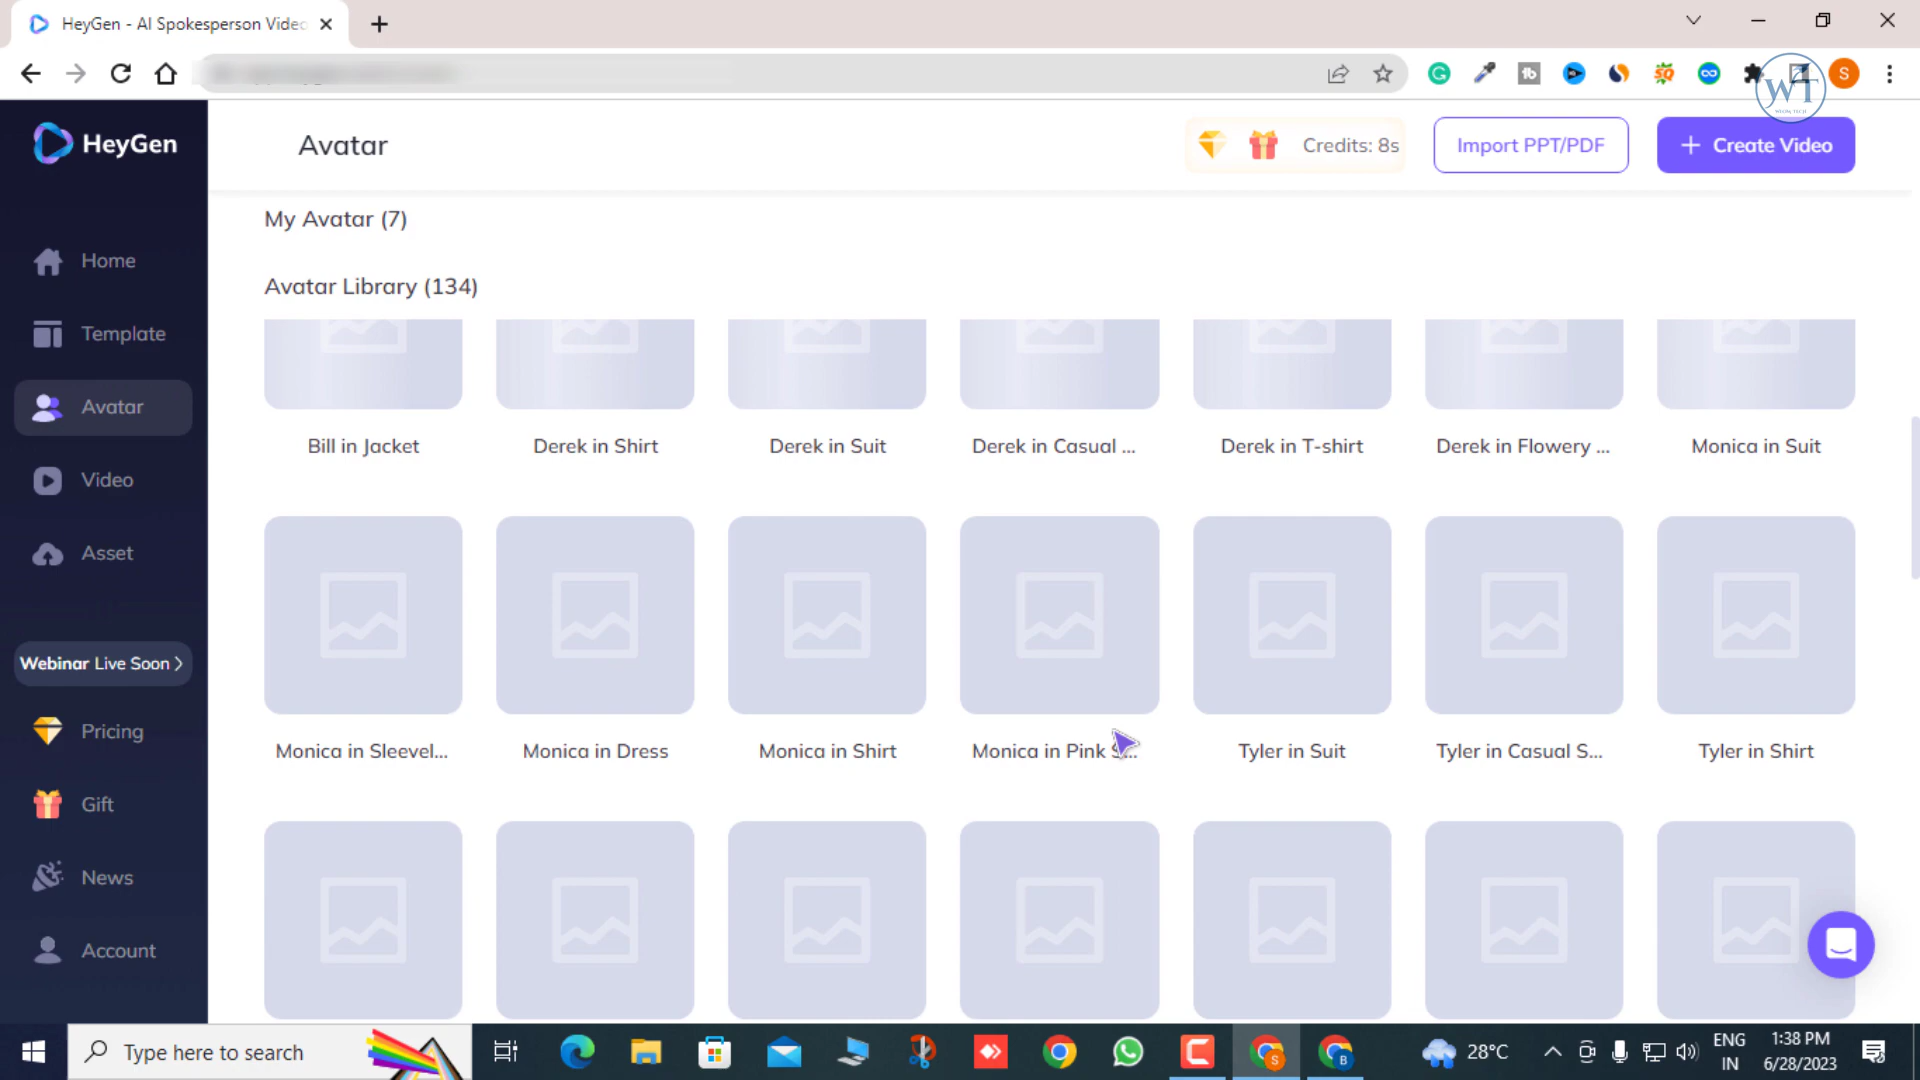 HeyGen - AI Spokesperson Video
Credits: 8s
HeyGen
Avatar
Import PPT/PDF
+ Create Video
WT
My Avatar (7)
Avatar Library (134)
Home
Template
Avatar
Video
Asset
Webinar Live Soon >
Pricing
Gift
News
Account
Bill in Jacket
Derek in Shirt
Derek in Suit
Derek in Casual ...
Derek in T-shirt
Derek in Flowery ...
Monica in Suit
Monica in Sleevel...
Monica in Dress
Monica in Shirt
Monica in Pink S...
Tyler in Suit
Tyler in Casual S...
Tyler in Shirt
Type here to search
28°C
ENG
IN
1:38 PM
6/28/2023